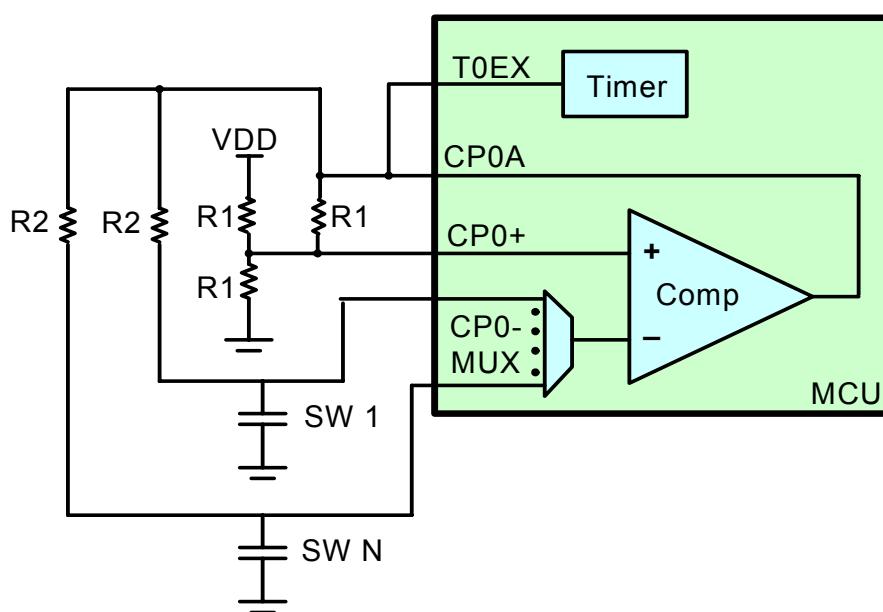 T0EX
Timer
VDD
CP0A
R2
R2
R1
R1
CP0+
+
R1
Comp
CP0-
MUX
−
MCU
SW 1
SW N